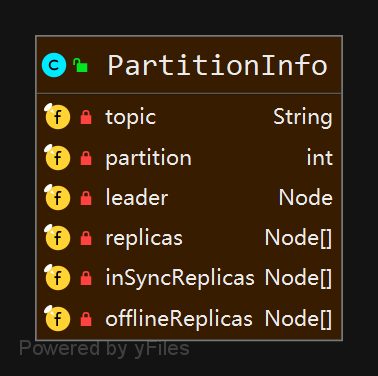 PartitionInfo
topic String
partition int
leader Node
replicas Node[]
inSyncReplicas Node[]
offlineReplicas Node[]
Powered by yFiles